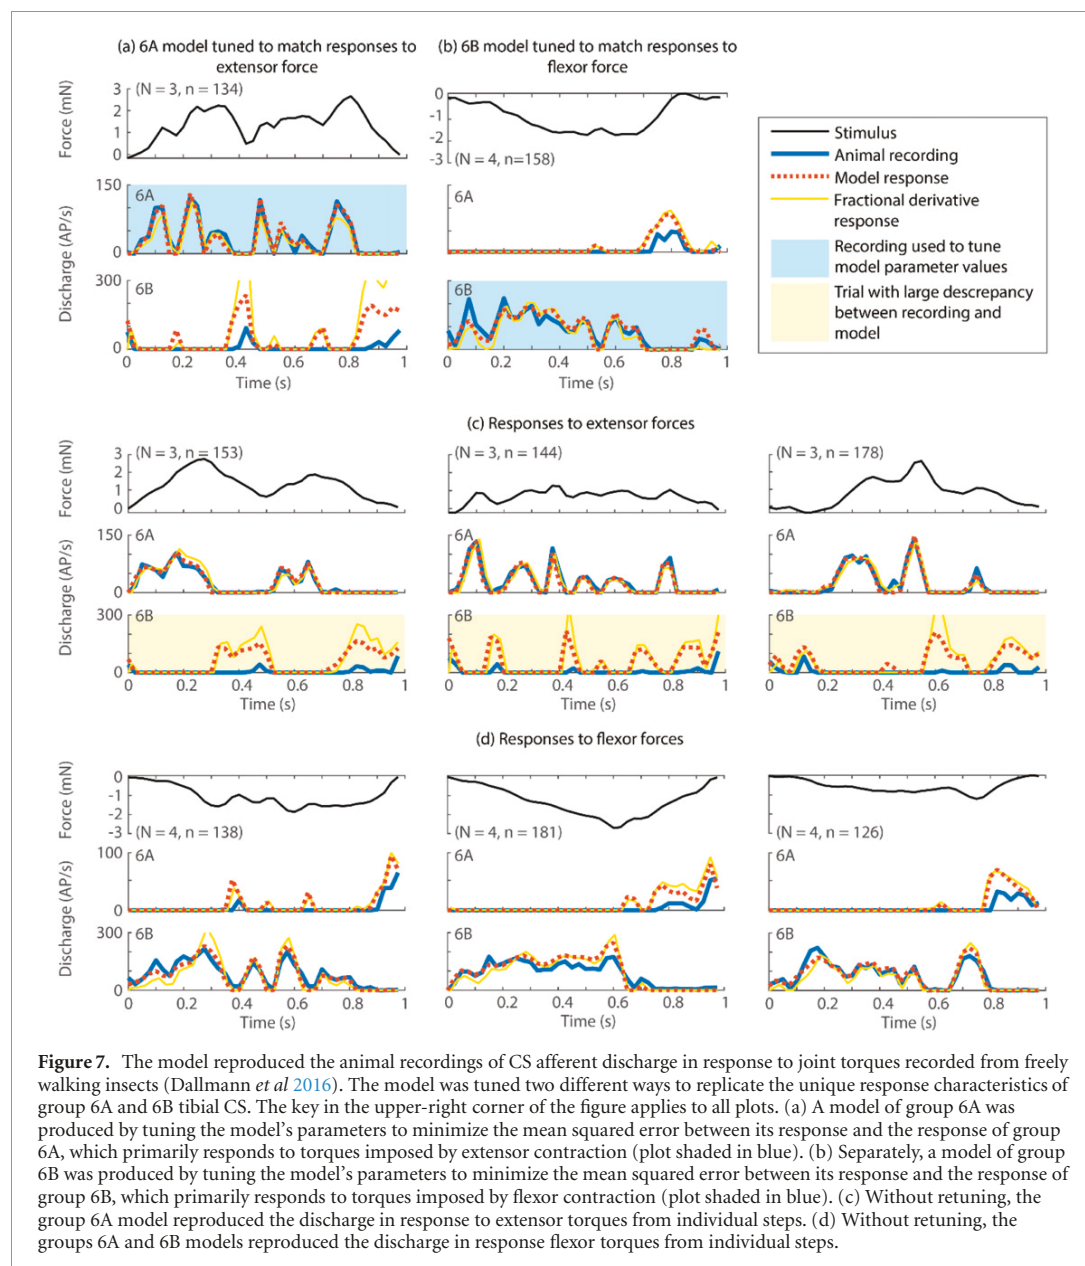 (a) 6A model tuned to match responses to
extensor force
(b) 6B model tuned to match responses to
flexor force
Force (mN)
3
2
1
0
(N = 3, n = 134)
0
-1
-2
-3
(N = 4, n=158)
Stimulus
Animal recording
Model response
Fractional derivative
response
Recording used to tune
model parameter values
Trial with large descrepancy
between recording and
model
Discharge (AP/s)
150
0
6A
6A
300
0
6B
6B
0 0.2 0.4 0.6 0.8 1
Time (s)
0 0.2 0.4 0.6 0.8 1
Time (s)
(c) Responses to extensor forces
Force (mN)
3
2
1
0
(N = 3, n = 153)
(N = 3, n = 144)
(N = 3, n = 178)
Discharge (AP/s)
150
0
6A
6A
6A
300
0
6B
6B
6B
0 0.2 0.4 0.6 0.8 1
Time (s)
0 0.2 0.4 0.6 0.8 1
Time (s)
0 0.2 0.4 0.6 0.8 1
Time (s)
(d) Responses to flexor forces
Force (mN)
0
-1
-2
-3
(N = 4, n = 138)
(N = 4, n = 181)
(N = 4, n = 126)
Discharge (AP/s)
100
0
6A
6A
6A
300
0
6B
6B
6B
0 0.2 0.4 0.6 0.8 1
Time (s)
0 0.2 0.4 0.6 0.8 1
Time (s)
0 0.2 0.4 0.6 0.8 1
Time (s)
Figure 7. The model reproduced the animal recordings of CS afferent discharge in response to joint torques recorded from freely
walking insects (Dallmann et al 2016). The model was tuned two different ways to replicate the unique response characteristics of
group 6A and 6B tibial CS. The key in the upper-right corner of the figure applies to all plots. (a) A model of group 6A was
produced by tuning the model's parameters to minimize the mean squared error between its response and the response of group
6A, which primarily responds to torques imposed by extensor contraction (plot shaded in blue). (b) Separately, a model of group
6B was produced by tuning the model's parameters to minimize the mean squared error between its response and the response of
group 6B, which primarily responds to torques imposed by flexor contraction (plot shaded in blue). (c) Without retuning, the
group 6A model reproduced the discharge in response to extensor torques from individual steps. (d) Without retuning, the
groups 6A and 6B models reproduced the discharge in response flexor torques from individual steps.